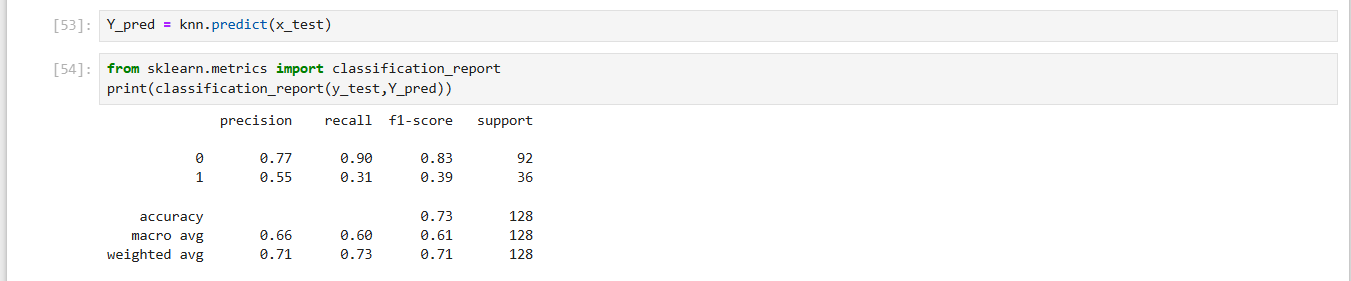 [53]: Y_pred = knn.predict(x_test)
[54]: from sklearn.metrics import classification_report
print(classification_report(y_test,Y_pred))
precision recall f1-score support
0 0.77 0.90 0.83 92
1 0.55 0.31 0.39 36
accuracy 0.73 128
macro avg 0.66 0.60 0.61 128
weighted avg 0.71 0.73 0.71 128